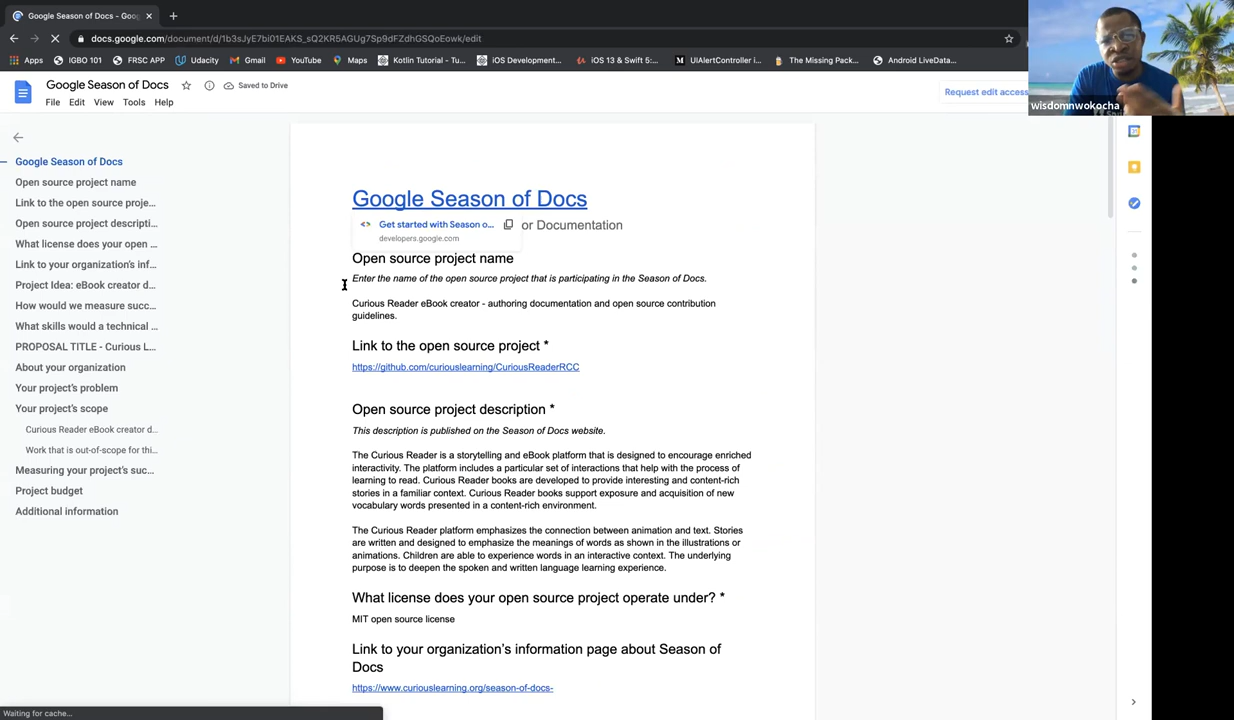 Google Season of Docs - Goog
docs.google.com/document/d/1b3sJyE7bi01EAKS_sQ2KR5AGUg7Sp9dFZdhGSQoEowk/edit
Apps
IGBO 101
FRSC APP
Udacity
Gmail
YouTube
Maps
Kotlin Tutorial - Tu...
iOS Development...
iOS 13 & Swift 5:...
UIAlertController i...
The Missing Pack...
Android LiveData...
wisdomnwokocha
Google Season of Docs
Saved to Drive
File Edit View Tools Help
Request edit access
Google Season of Docs
Open source project name
Link to the open source proje...
Open source project descripti...
What license does your open ...
Link to your organization's inf...
Project Idea: eBook creator d...
How would we measure succ...
What skills would a technical ...
PROPOSAL TITLE - Curious L...
About your organization
Your project's problem
Your project's scope
Curious Reader eBook creator d...
Work that is out-of-scope for thi...
Measuring your project's suc...
Project budget
Additional information
Google Season of Docs
Get started with Season o...
developers.google.com
or Documentation
Open source project name
Enter the name of the open source project that is participating in the Season of Docs.
Curious Reader eBook creator - authoring documentation and open source contribution
guidelines.
Link to the open source project *
https://github.com/curiouslearning/CuriousReaderRCC
Open source project description *
This description is published on the Season of Docs website.
The Curious Reader is a storytelling and eBook platform that is designed to encourage enriched
interactivity. The platform includes a particular set of interactions that help with the process of
learning to read. Curious Reader books are developed to provide interesting and content-rich
stories in a familiar context. Curious Reader books support exposure and acquisition of new
vocabulary words presented in a content-rich environment.
The Curious Reader platform emphasizes the connection between animation and text. Stories
are written and designed to emphasize the meanings of words as shown in the illustrations or
animations. Children are able to experience words in an interactive context. The underlying
purpose is to deepen the spoken and written language learning experience.
What license does your open source project operate under? *
MIT open source license
Link to your organization's information page about Season of
Docs
https://www.curiouslearning.org/season-of-docs-
Waiting for cache...